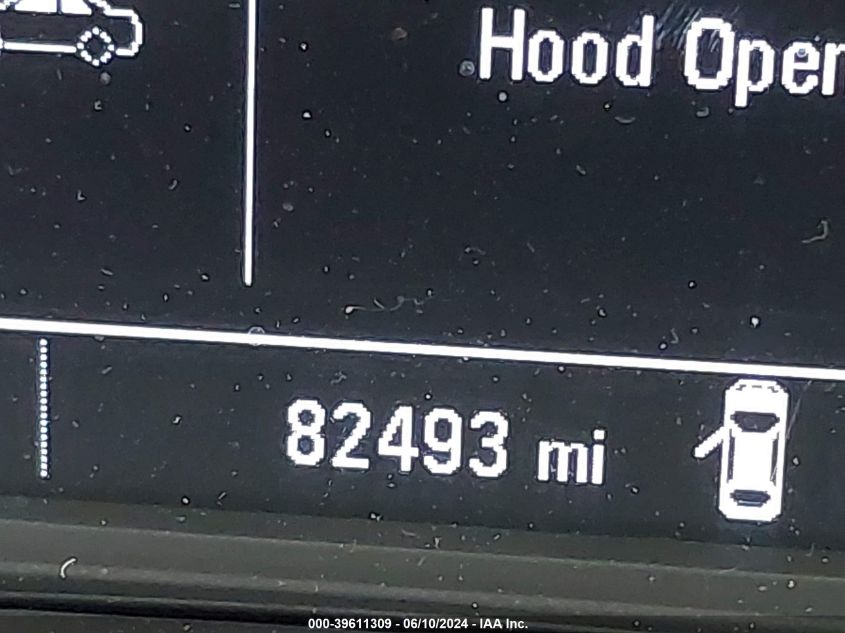 Hood Open
82493 mi
000-39611309 - 06/10/2024 - IAA Inc.